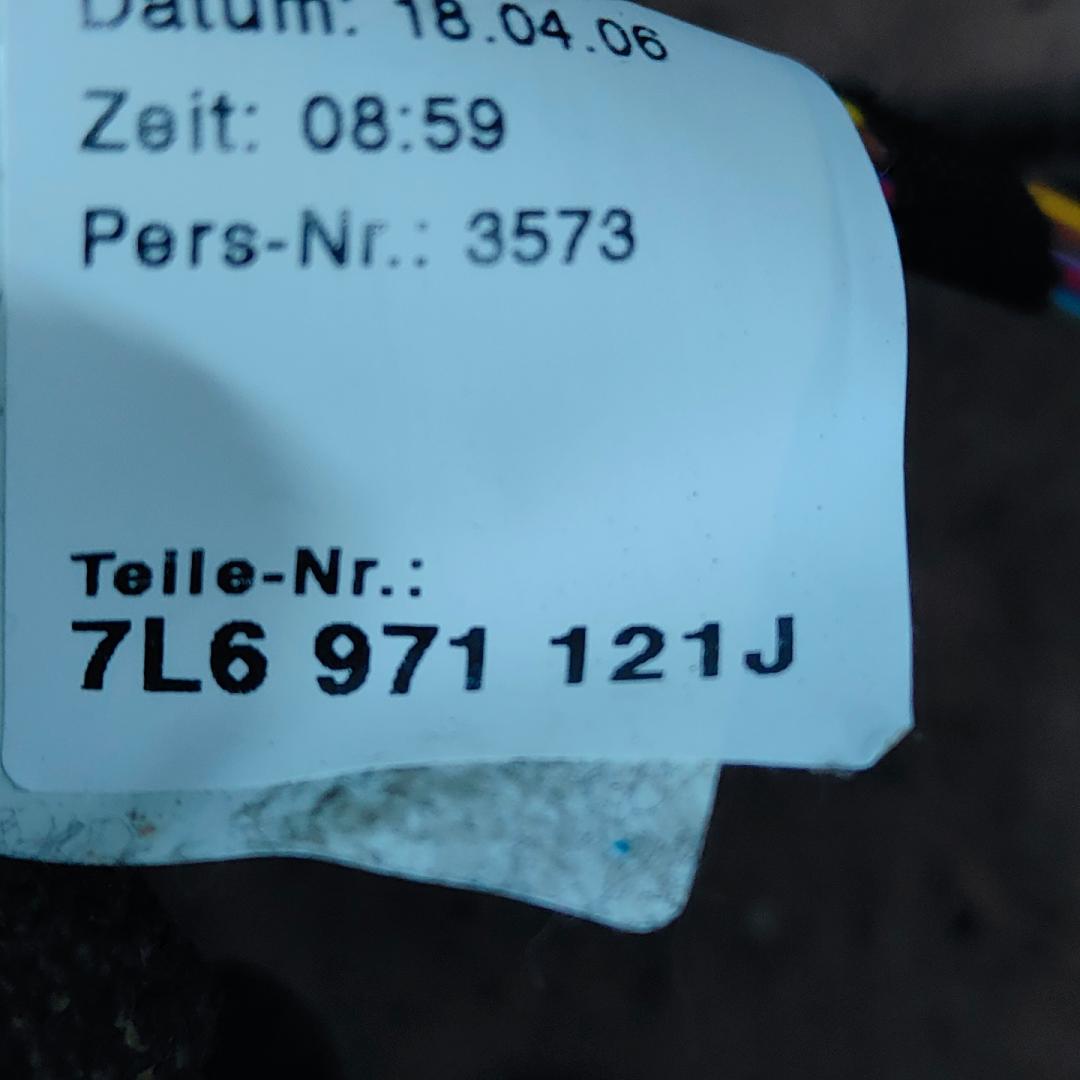 Datum: 18.04.06
Zeit: 08:59
Pers-Nr.: 3573
Teile-Nr.:
7L6 971 121J